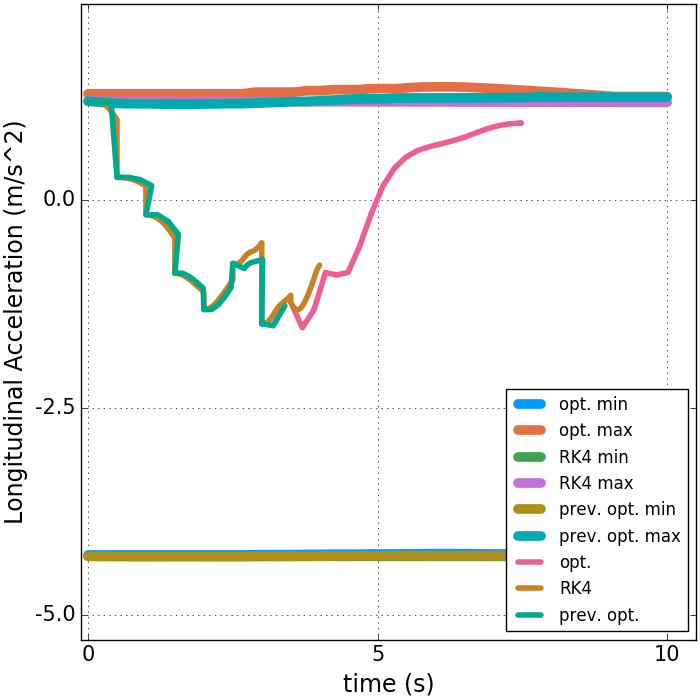 Longitudinal Acceleration (m/s^2)
0.0
-2.5
-5.0
0
5
10
time (s)
opt. min
opt. max
RK4 min
RK4 max
prev. opt. min
prev. opt. max
opt.
RK4
prev. opt.